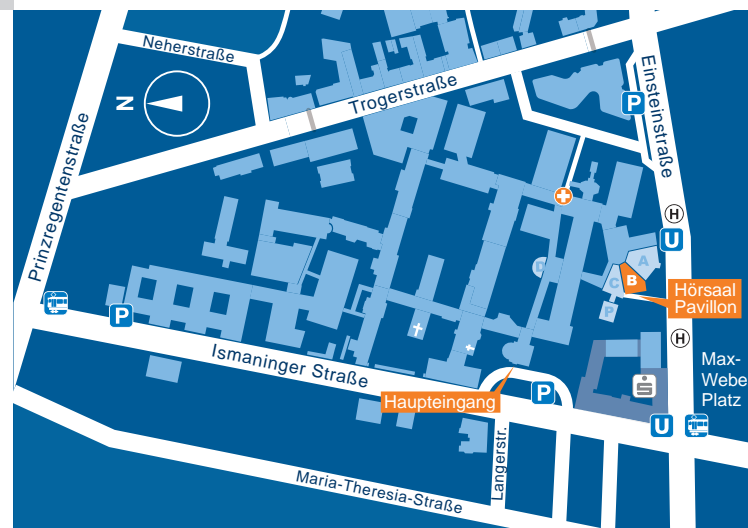 Neherstraße
N
Trogerstraße
Einsteinstraße
P
Prinzregentenstraße
H
U
A
D
B
C
Hörsaal
Pavillon
P
P
H
Ismaninger Straße
Max-
Webe
Platz
S
P
Haupteingang
U
Langerstr.
Maria-Theresia-Straße